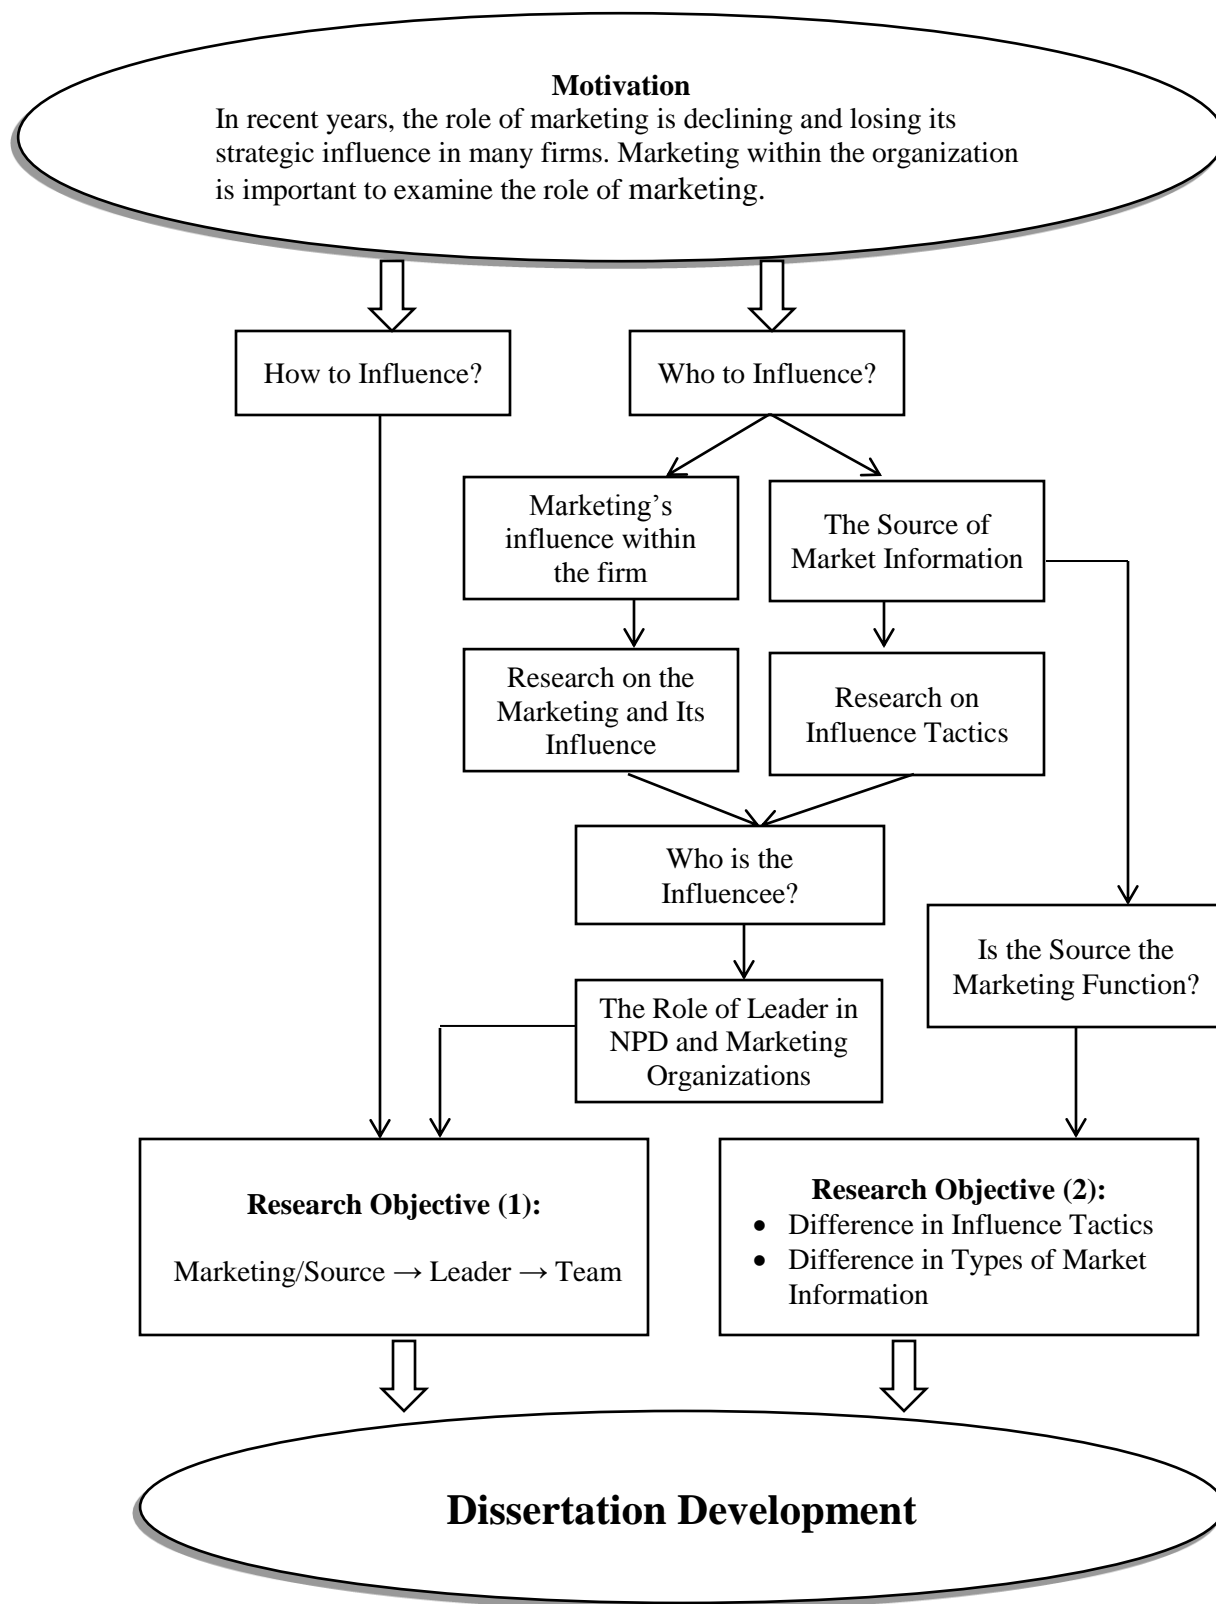 Motivation
In recent years, the role of marketing is declining and losing its
strategic influence in many firms. Marketing within the organization
is important to examine the role of marketing.
How to Influence?
Who to Influence?
Marketing’s
influence within
the firm
The Source of
Market Information
Research on the
Marketing and Its
Influence
Research on
Influence Tactics
Who is the
Influencee?
Is the Source the
Marketing Function?
The Role of Leader in
NPD and Marketing
Organizations
Research Objective (1):
Marketing/Source → Leader → Team
Research Objective (2):
• Difference in Influence Tactics
• Difference in Types of Market
Information
Dissertation Development